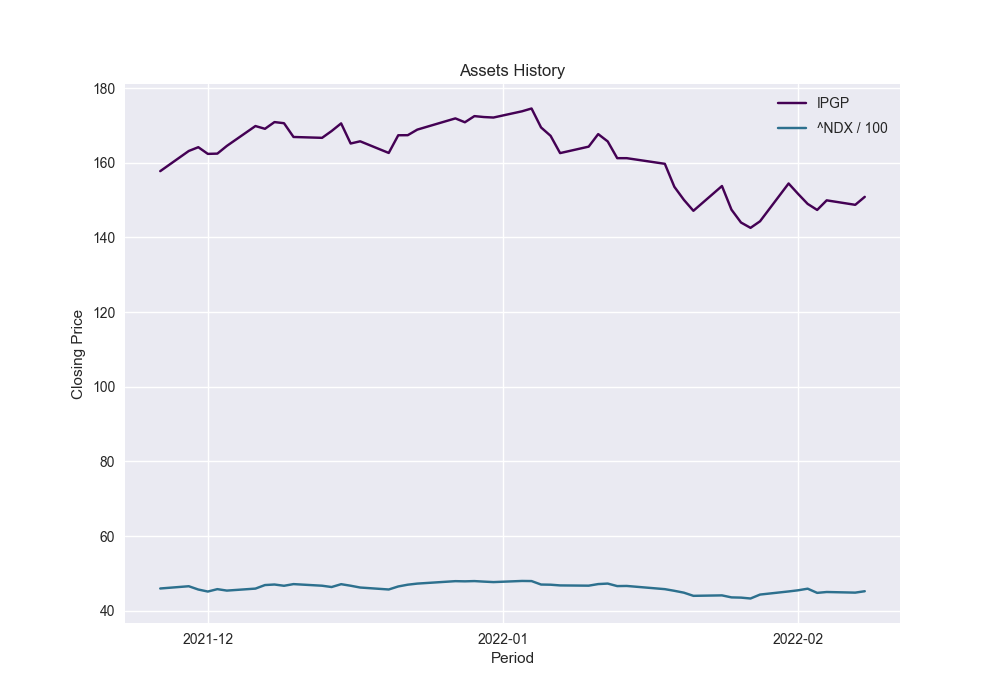 Assets History
IPGP
^NDX / 100
Closing Price
180
160
140
120
100
80
60
40
2021-12
2022-01
2022-02
Period